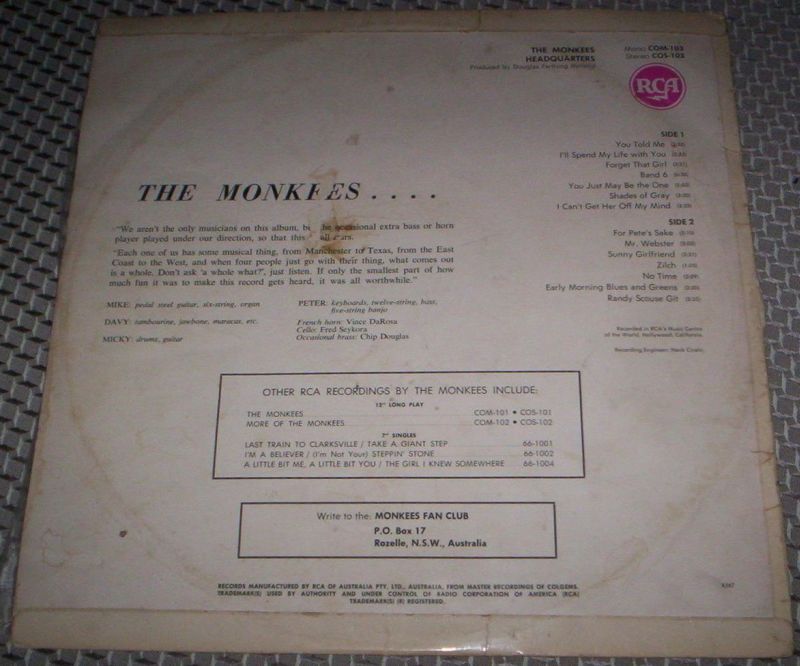 THE MONKEES
HEADQUARTERS
Produced by Douglas
Mono COM-103
Stereo COS-103
RCA
SIDE 1
You Told Me
I'll Spend My Life with You
Forget That Girl
Band 6
You Just May be the One
Shades of Gray
I Can't Get Her Off My Mind
SIDE 2
For Pete's Sake
Mr. Webster
Sunny Girlfriend
Zilch
No Time
Early Morning Blues and Greens
Randy Scouse Git
Recorded in RCA's Music Centre
of the World, Hollywood, California.
Recording Engineer: Hank Cicalo.
THE MONKEES . . . .
"We aren't the only musicians on this album, occasional extra bass or horn
player played under our direction, so that this all ears.
"Each one of us has some musical thing, from Manchester to Texas, from the East
Coast to the West, and when four people just go with their thing, what comes out
is a whole. Don't ask 'a whole what?', just listen. If only the smallest part of how
much fun it was to make this record gets heard, it was all worthwhile."
MIKE: pedal steel guitar, six-string, organ
DAVY: tambourine, jawbone, maracas, etc.
MICKY: drums, guitar
PETER: keyboards, twelve-string, bass,
five-string banjo
French horn: Vince DaRosa
Cello: Fred Seykora
Occasional brass: Chip Douglas
OTHER RCA RECORDINGS BY THE MONKEES INCLUDE:
12" LONG PLAY
THE MONKEES COM-101 • COS-101
MORE OF THE MONKEES COM-102 • COS-102
7" SINGLES
LAST TRAIN TO CLARKSVILLE / TAKE A GIANT STEP 66-1001
I'M A BELIEVER / (I'm Not Your) STEPPIN' STONE 66-1002
A LITTLE BIT ME, A LITTLE BIT YOU / THE GIRL I KNEW SOMEWHERE 66-1004
Write to the: MONKEES FAN CLUB
P.O. Box 17
Rozelle, N.S.W., Australia
RECORDS MANUFACTURED BY RCA OF AUSTRALIA PTY. LTD., AUSTRALIA, FROM MASTER RECORDINGS OF COLGEMS.
TRADEMARK(S) USED BY AUTHORITY AND UNDER CONTROL OF RADIO CORPORATION OF AMERICA (RCA)
TRADEMARK(S) (R) REGISTERED.